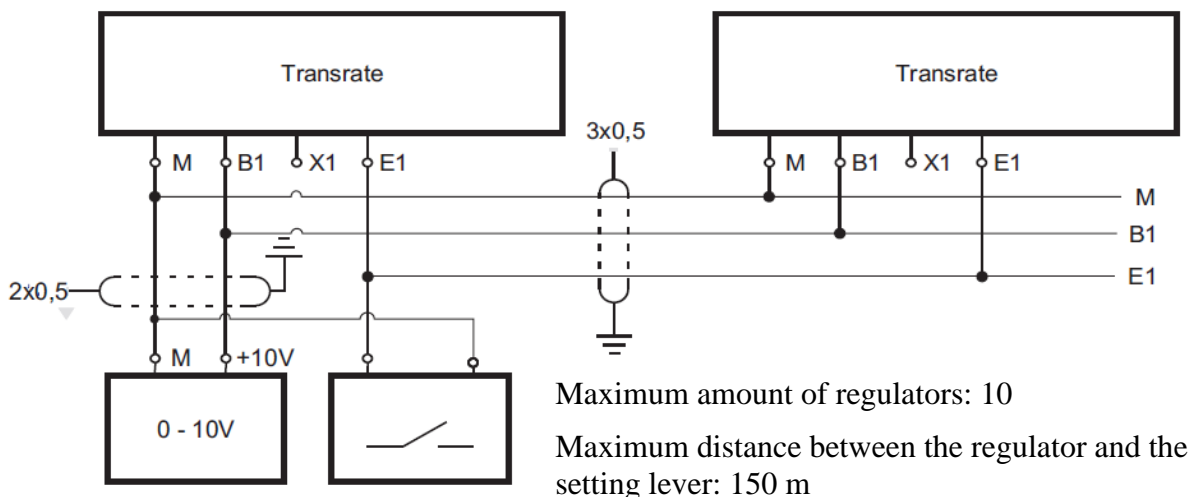 Transrate
Transrate
3x0,5
M B1 X1 E1
M B1 X1 E1
M
B1
E1
2x0,5
M +10V
0 - 10V
Maximum amount of regulators: 10
Maximum distance between the regulator and the
setting lever: 150 m